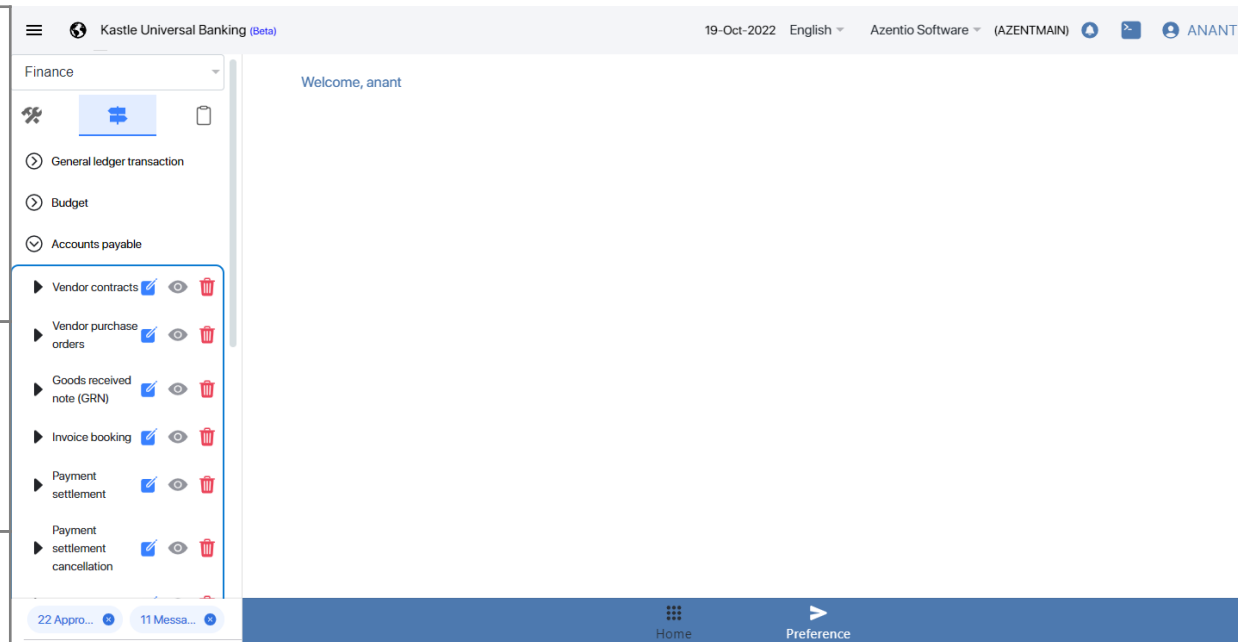 Kastle Universal Banking (Beta)
19-Oct-2022 English Azentio Software (AZENTMAIN) ANANT
Finance
Welcome, anant
General ledger transaction
Budget
Accounts payable
Vendor contracts
Vendor purchase
orders
Goods received
note (GRN)
Invoice booking
Payment
settlement
Payment
settlement
cancellation
22 Appro... 11 Messa...
Home
Preference